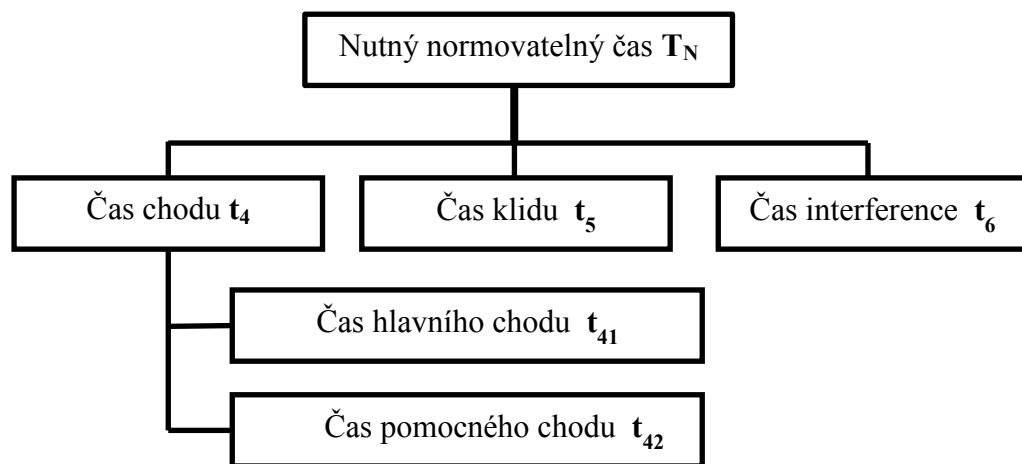 Nutný normovatelný čas T_N
Čas chodu t_4
Čas klidu t_5
Čas interference t_6
Čas hlavního chodu t_41
Čas pomocného chodu t_42